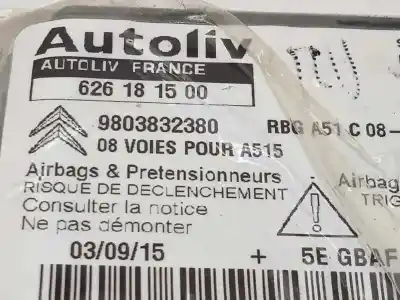 Autoliv
AUTOLIV FRANCE
626 18 15 00
9803832380 RBG A51 C 08-
08 VOIES POUR A515
Airbags & Pretensionneurs Airbag
RISQUE DE DECLENCHEMENT TRIG
Consulter la notice
Ne pas démonter
03/09/15 + 5E GBAF